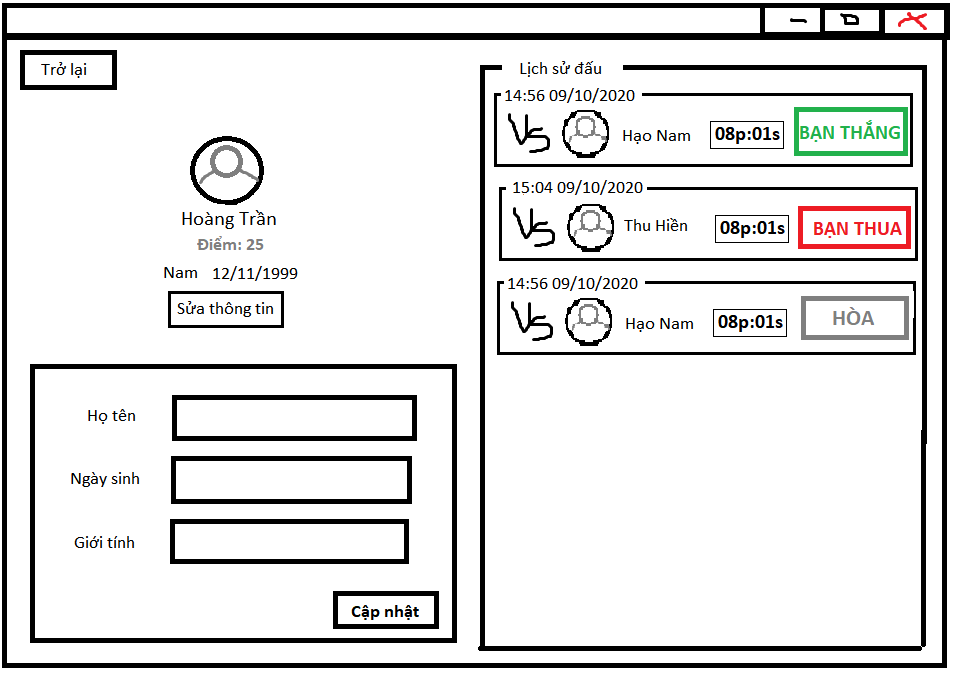 Trở lại
Hoàng Trần
Điểm: 25
Nam 12/11/1999
Sửa thông tin
Họ tên
Ngày sinh
Giới tính
Cập nhật
Lịch sử đấu
14:56 09/10/2020
VS Hạo Nam 08p:01s BẠN THẮNG
15:04 09/10/2020
VS Thu Hiền 08p:01s BẠN THUA
14:56 09/10/2020
VS Hạo Nam 08p:01s HÒA